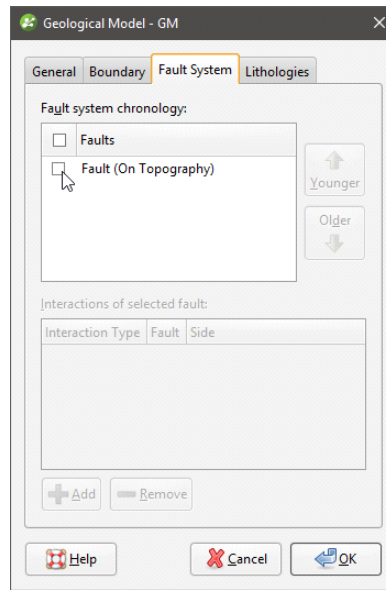 Geological Model - GM
General Boundary Fault System Lithologies
Fault system chronology:
Faults
Fault (On Topography)
Younger
Older
Interactions of selected fault:
Interaction Type Fault Side
Add Remove
Help Cancel OK